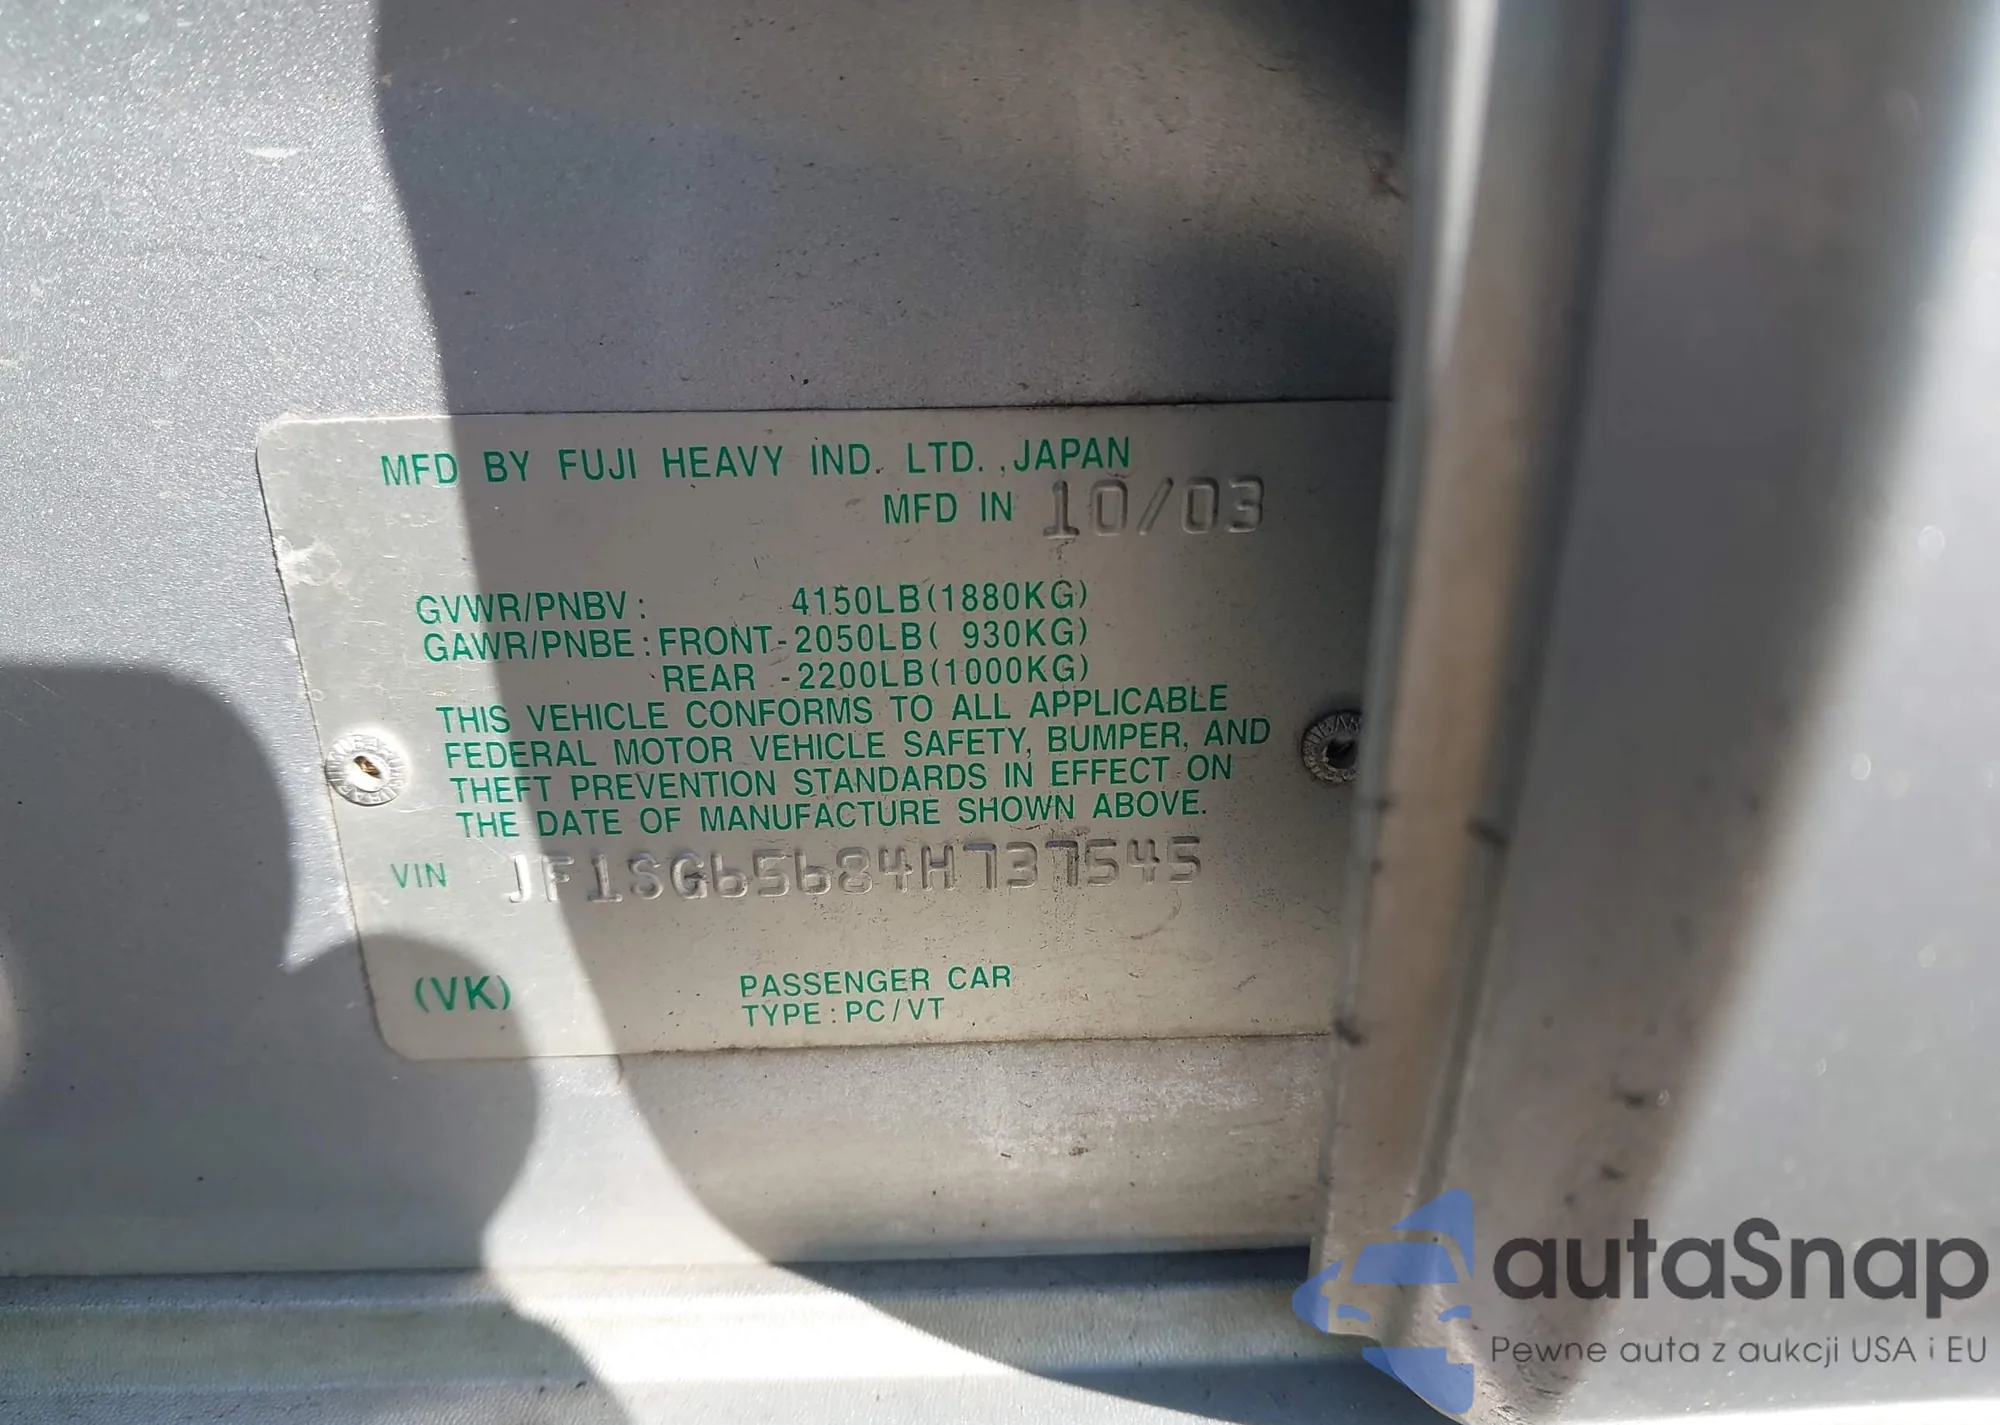 MFD BY FUJI HEAVY IND. LTD., JAPAN
MFD IN 10/03
GVWR/PNBV: 4150LB(1880KG)
GAWR/PNBE: FRONT-2050LB( 930KG)
REAR -2200LB(1000KG)
THIS VEHICLE CONFORMS TO ALL APPLICABLE
FEDERAL MOTOR VEHICLE SAFETY, BUMPER, AND
THEFT PREVENTION STANDARDS IN EFFECT ON
THE DATE OF MANUFACTURE SHOWN ABOVE.
VIN JF1SG65684H737545
(VK) PASSENGER CAR
TYPE: PC/VT
autaSnap
Pewne auta z aukcji USA i EU